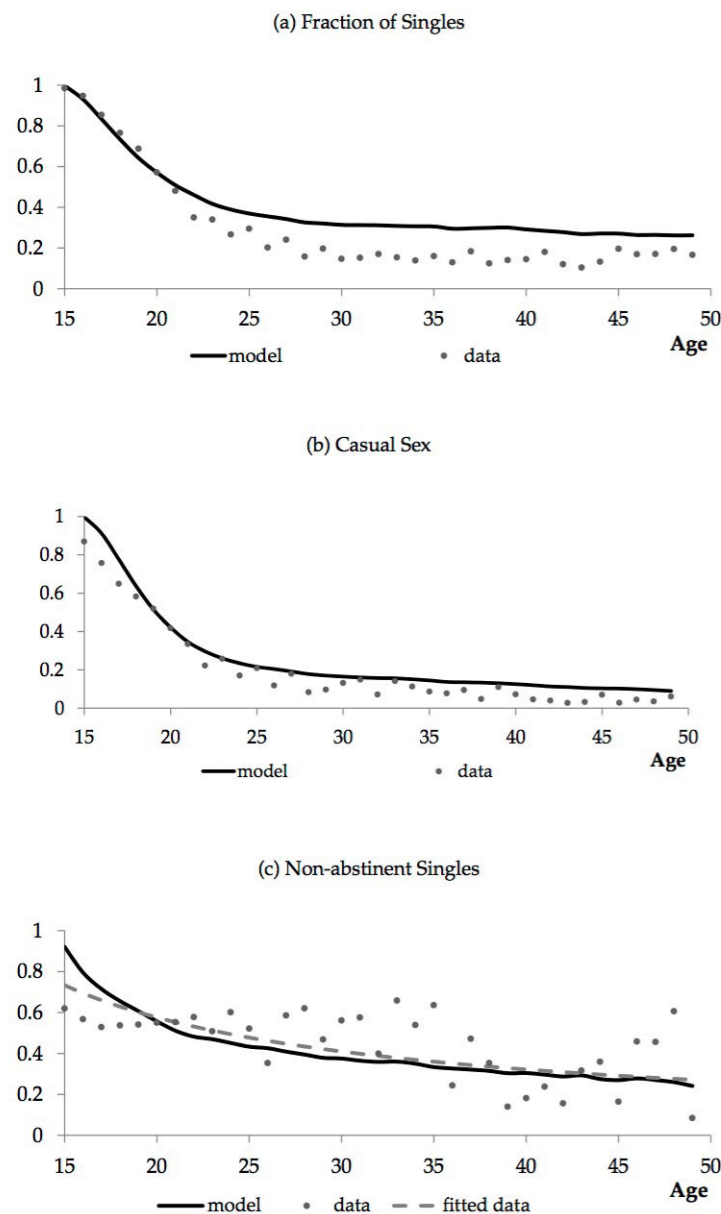 (a) Fraction of Singles
1
0.8
0.6
0.4
0.2
0
15 20 25 30 35 40 45 50
Age
model data
(b) Casual Sex
1
0.8
0.6
0.4
0.2
0
15 20 25 30 35 40 45 50
Age
model data
(c) Non-abstinent Singles
1
0.8
0.6
0.4
0.2
0
15 20 25 30 35 40 45 50
Age
model data fitted data